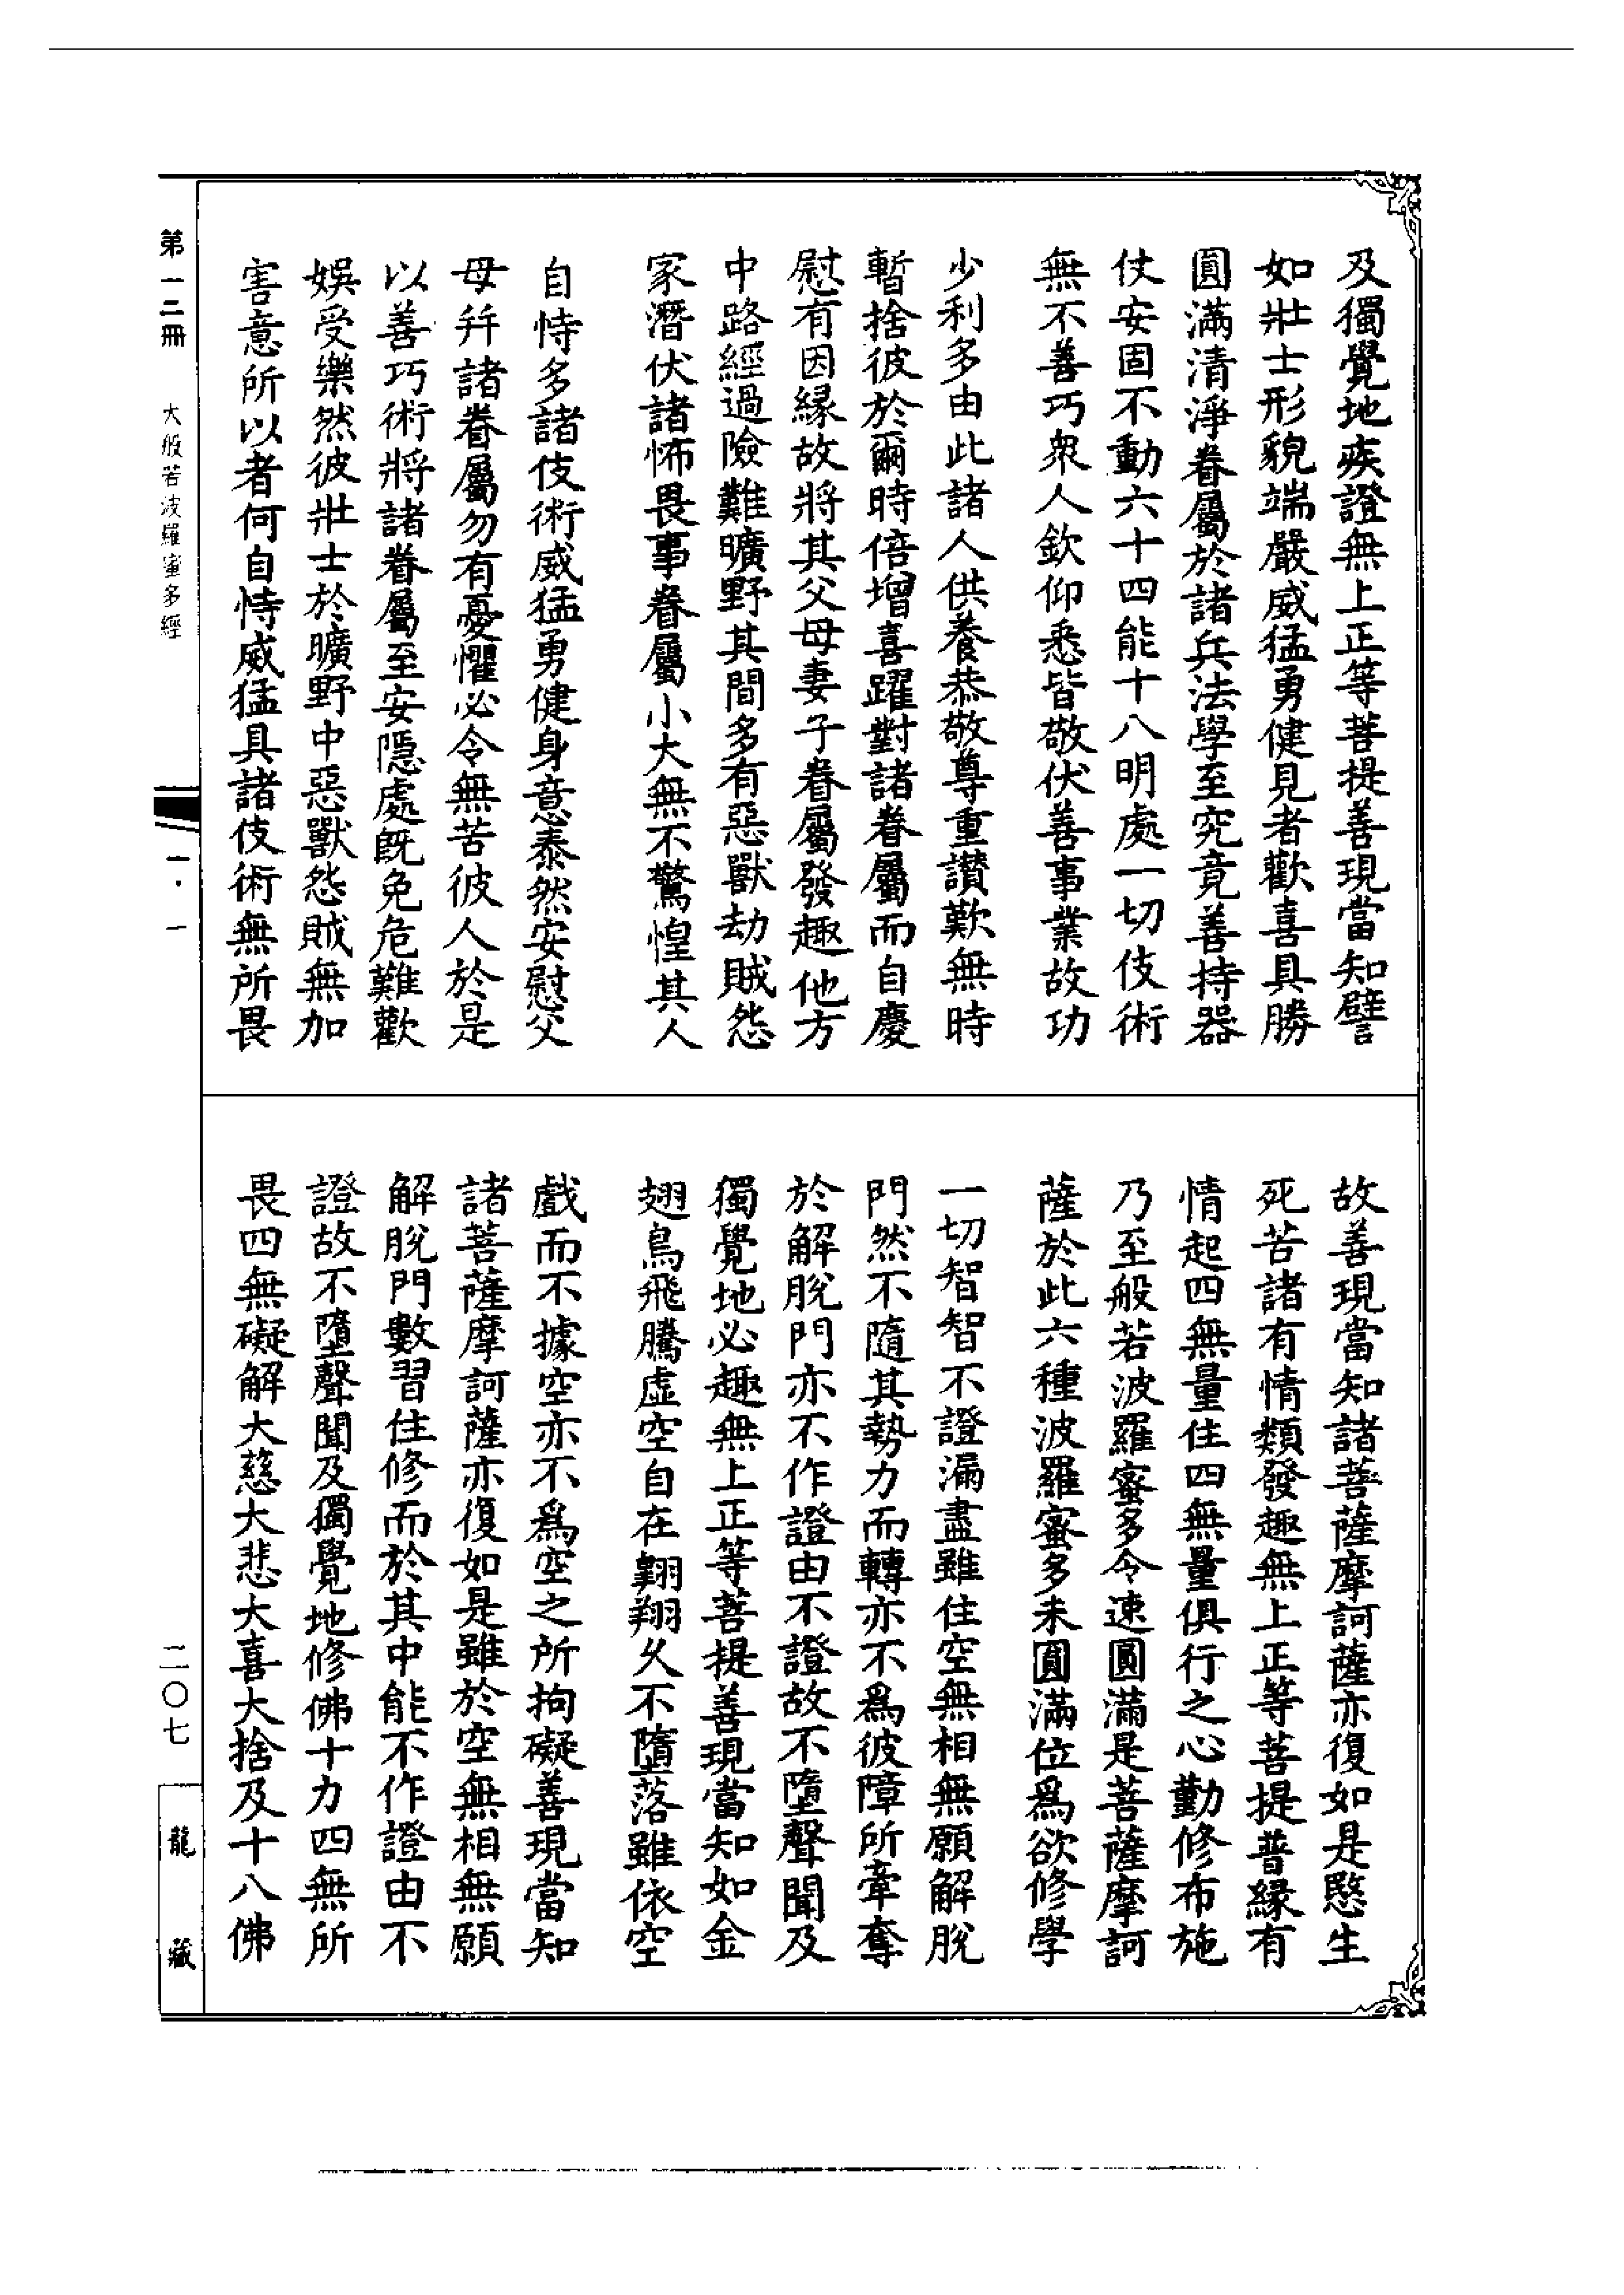 及獨覺地疾證無上正等菩提善現當知譬
如壯士形貌端嚴威猛勇健見者歡喜具勝
圓滿清淨眷屬於諸兵法學至究竟善持器
仗安固不動六十四能十八明處一切伎術
無不善巧衆人欽仰悉皆敬伏善事業故功
少利多由此諸人供養恭敬尊重讚歎無時
暫捨彼於爾時倍增喜躍對諸眷屬而自慶
慰有因緣故將其父母妻子眷屬發趣他方
中路經過險難曠野其間多有惡獸劫賊怨
家潛伏諸怖畏事眷屬小大無不驚惶其人
自恃多諸伎術威猛勇健身意泰然安慰父
母幷諸眷屬勿有憂懼必令無苦彼人於是
以善巧術將諸眷屬至安隱處旣免危難歡
娛受樂然彼壯士於曠野中惡獸怨賊無加
害意所以者何自恃威猛具諸伎術無所畏
故善現當知諸菩薩摩訶薩亦復如是愍生
死苦諸有情類發趣無上正等菩提普緣有
情起四無量住四無量俱行之心勤修布施
乃至般若波羅蜜多令速圓滿是菩薩摩訶
薩於此六種波羅蜜多未圓滿位爲欲修學
一切智智不證漏盡雖住空無相無願解脫
門然不隨其勢力而轉亦不爲彼障所牽奪
於解脫門亦不作證由不證故不墮聲聞及
獨覺地必趣無上正等菩提善現當知如金
翅鳥飛騰虛空自在翱翔久不墮落雖依空
戲而不據空亦不爲空之所拘礙善現當知
諸菩薩摩訶薩亦復如是雖於空無相無願
解脫門數習住修而於其中能不作證由不
證故不墮聲聞及獨覺地修佛十力四無所
畏四無礙解大慈大悲大喜大捨及十八佛
第一二冊 大般若波羅蜜多經
一·一
二〇七
龍藏